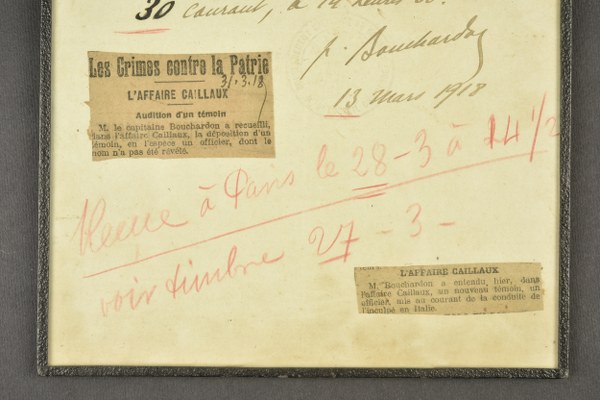 30 courant, à 14 heures
P. Bouchardon
13 Mars 1918
Les Crimes contre la Patrie
31.3.18
L'AFFAIRE CAILLAUX
Audition d'un témoin
M. le capitaine Bouchardon a recueilli,
dans l'affaire Caillaux, la déposition d'un
témoin, en l'espèce un officier, dont le
nom n'a pas été révélé.
à Paris le 28-3 à 14 1/2
voir timbre 27-3-
L'AFFAIRE CAILLAUX
M. Bouchardon a entendu, hier, dans
l'affaire Caillaux, un nouveau témoin, un
officier, mis au courant de la conduite de
l'inculpé en Italie.